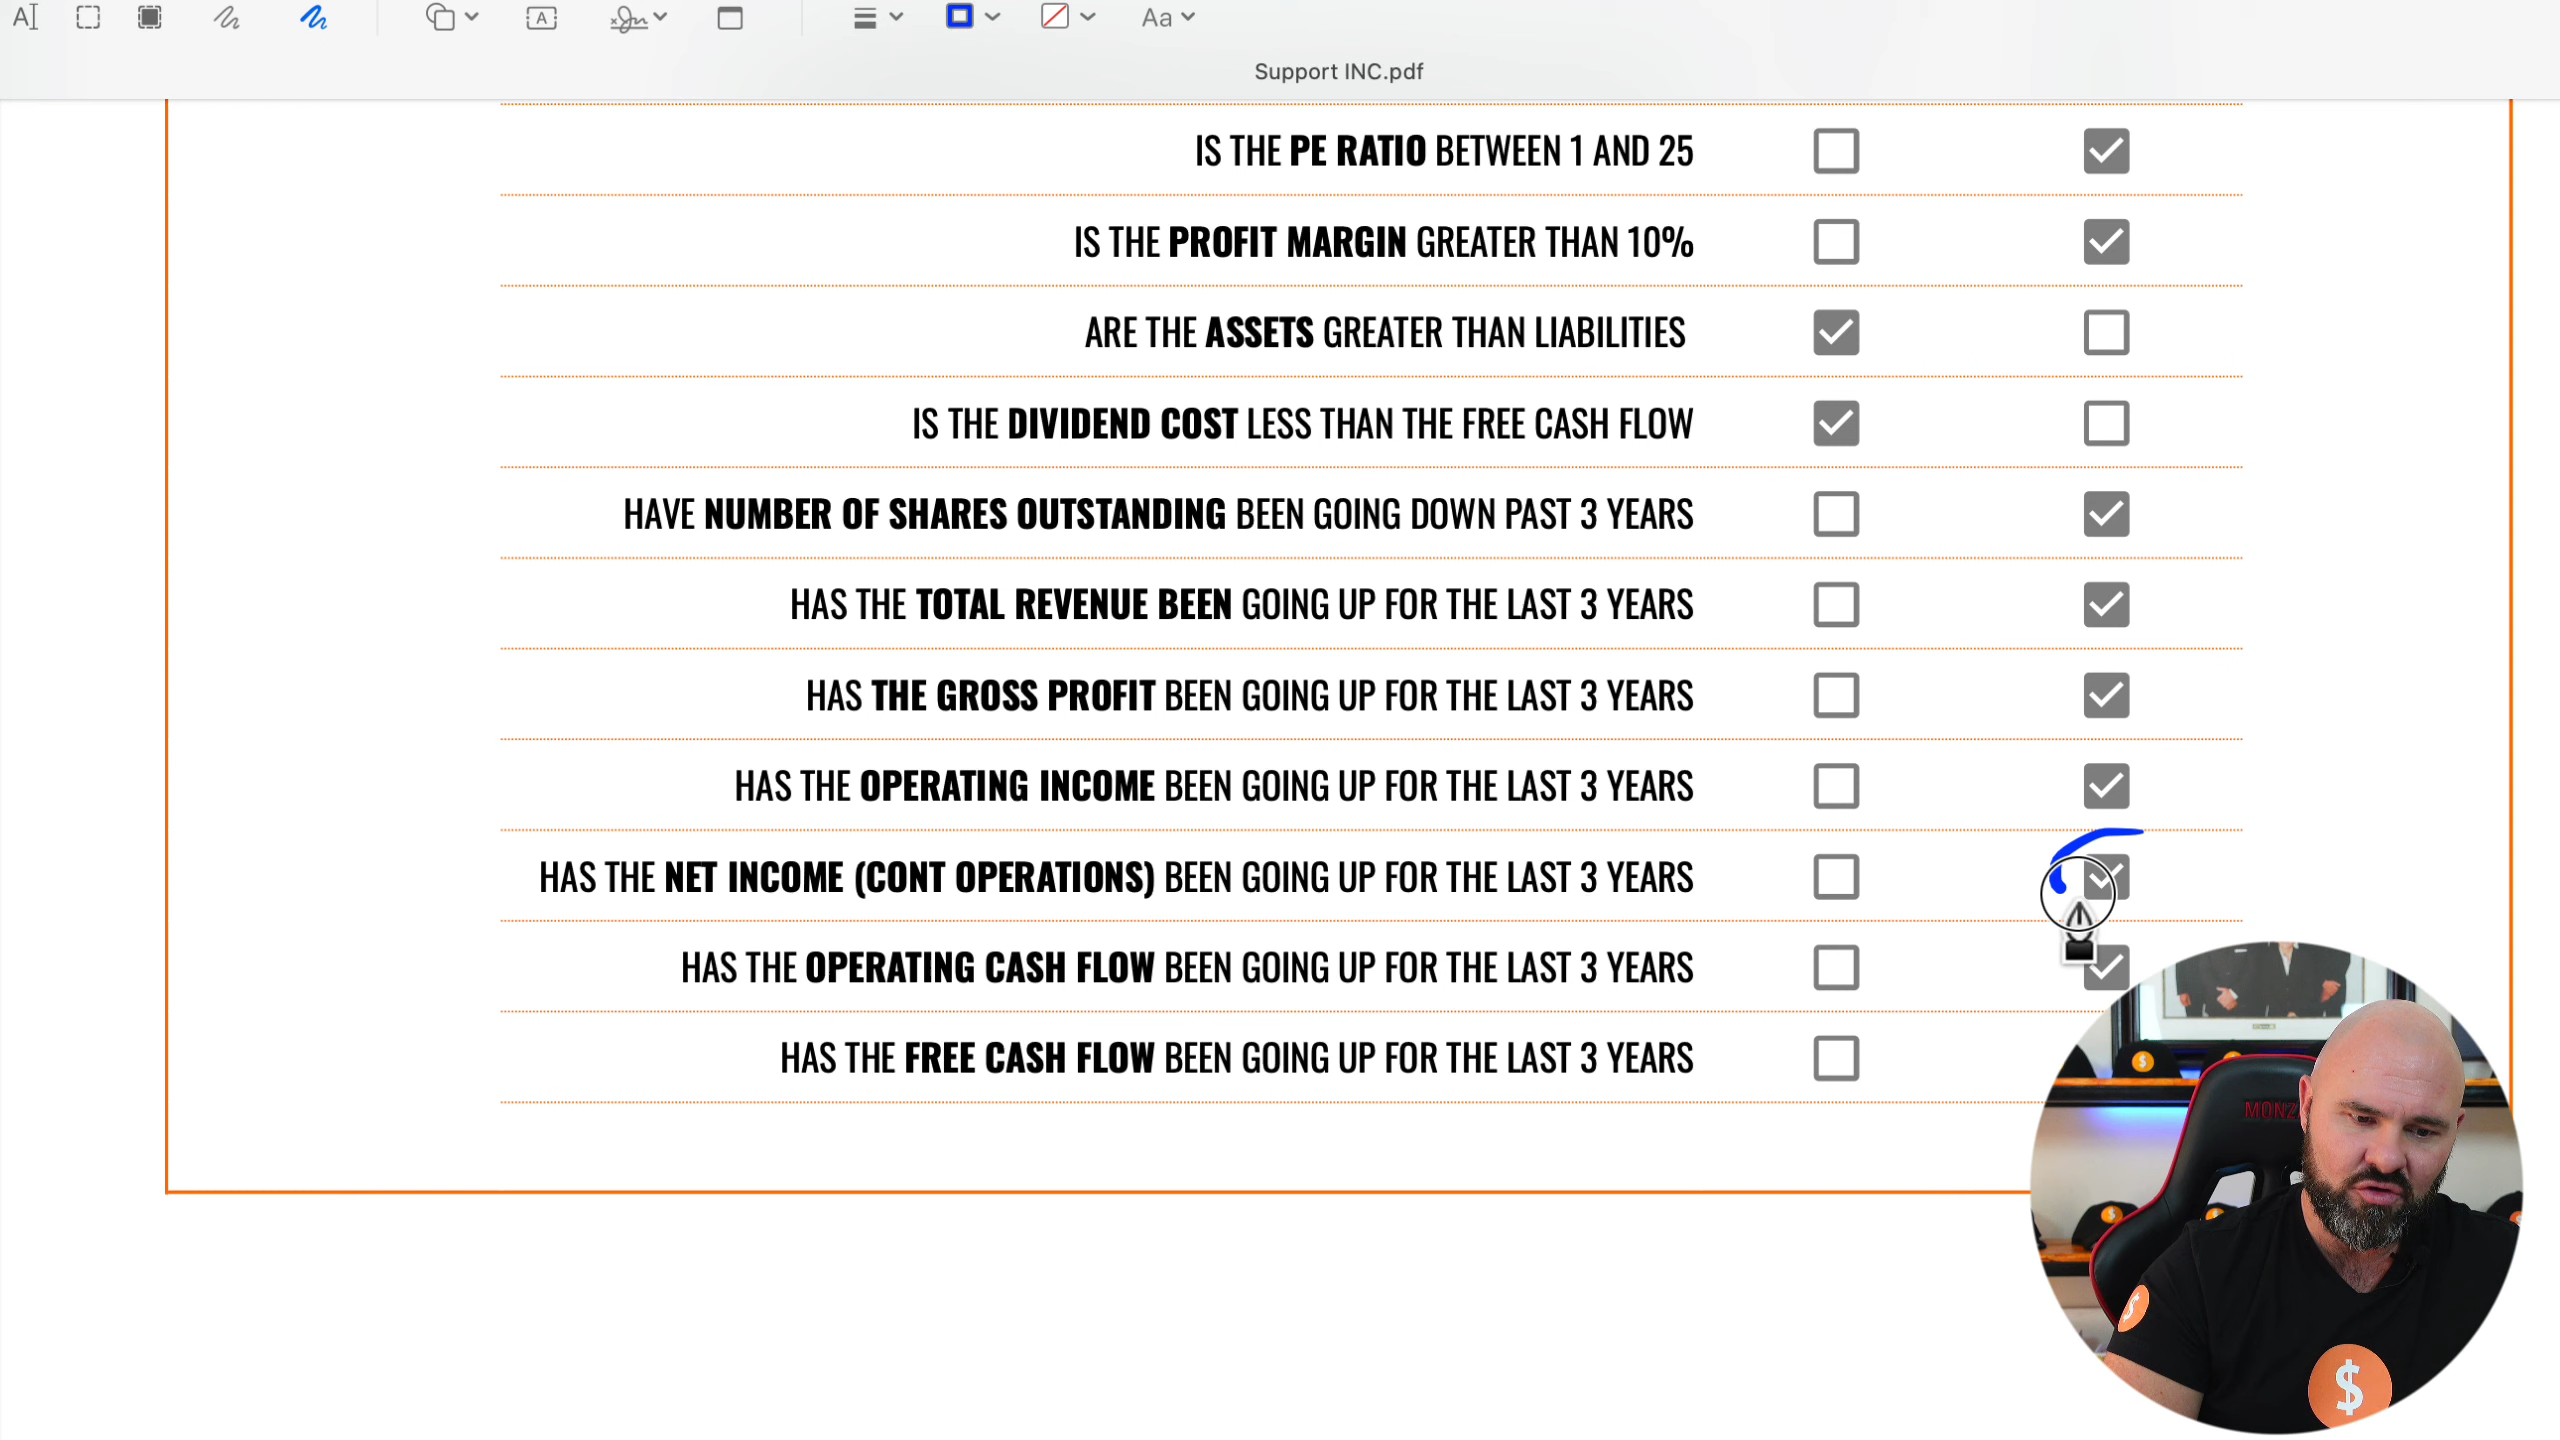 Aa
Support INC.pdf
IS THE PE RATIO BETWEEN 1 AND 25
IS THE PROFIT MARGIN GREATER THAN 10%
ARE THE ASSETS GREATER THAN LIABILITIES
IS THE DIVIDEND COST LESS THAN THE FREE CASH FLOW
HAVE NUMBER OF SHARES OUTSTANDING BEEN GOING DOWN PAST 3 YEARS
HAS THE TOTAL REVENUE BEEN GOING UP FOR THE LAST 3 YEARS
HAS THE GROSS PROFIT BEEN GOING UP FOR THE LAST 3 YEARS
HAS THE OPERATING INCOME BEEN GOING UP FOR THE LAST 3 YEARS
HAS THE NET INCOME (CONT OPERATIONS) BEEN GOING UP FOR THE LAST 3 YEARS
HAS THE OPERATING CASH FLOW BEEN GOING UP FOR THE LAST 3 YEARS
HAS THE FREE CASH FLOW BEEN GOING UP FOR THE LAST 3 YEARS
MONZ
$